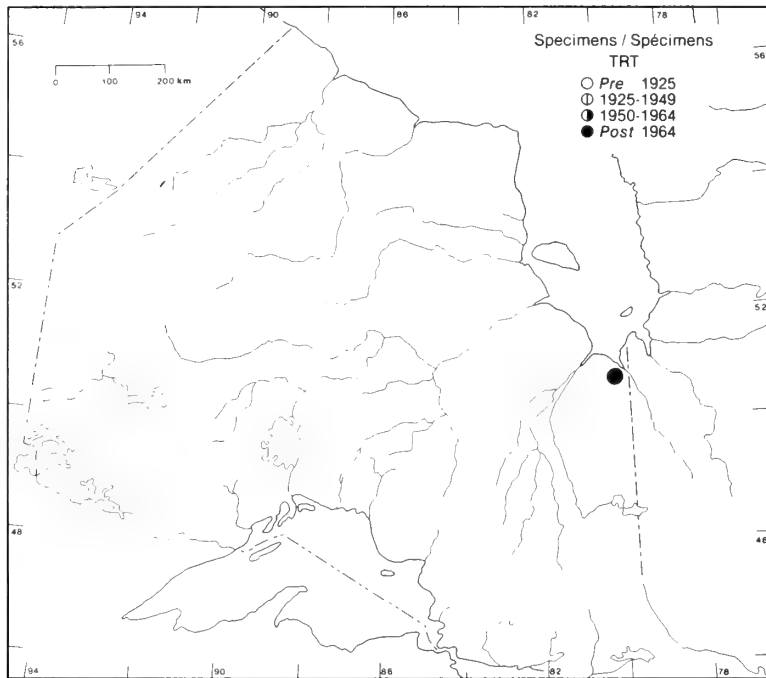 94 90 86 82 78
56 56
Specimens / Spécimens
TRT
Pre 1925
1925-1949
1950-1964
Post 1964
0 100 200 km
52 52
48 48
94 90 86 82 78